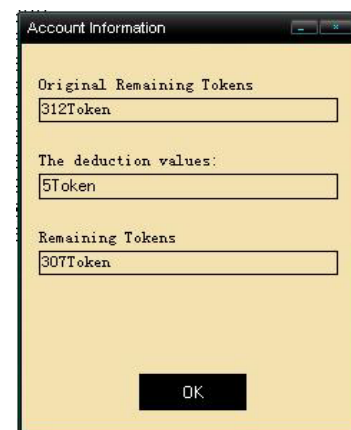 Account Information
Original Remaining Tokens
312Token
The deduction values:
5Token
Remaining Tokens
307Token
OK